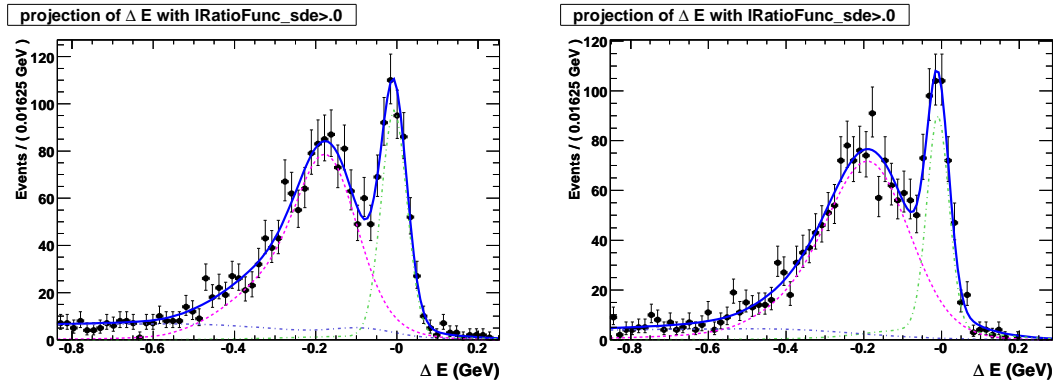 projection of Δ E with lRatioFunc_sde>.0
Events / ( 0.01625 GeV )
120
100
80
60
40
20
0
-0.8 -0.6 -0.4 -0.2 -0 0.2
Δ E (GeV)
projection of Δ E with lRatioFunc_sde>.0
Events / ( 0.01625 GeV )
120
100
80
60
40
20
0
-0.8 -0.6 -0.4 -0.2 -0 0.2
Δ E (GeV)